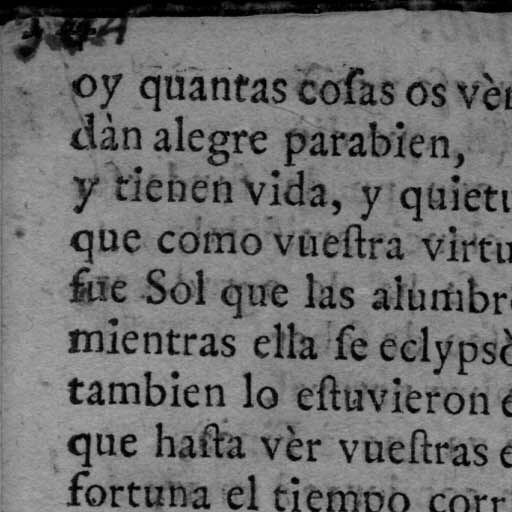 oy quantas coſas os vèn
dàn alegre parabien,
y tienen vida, y quietu
que como vueſtra virtu
fue Sol que las alumbr
mientras ella ſe eclypsò
tambien lo eſtuvieron e
que haſta vèr vueſtras e
fortuna el tiempo corr